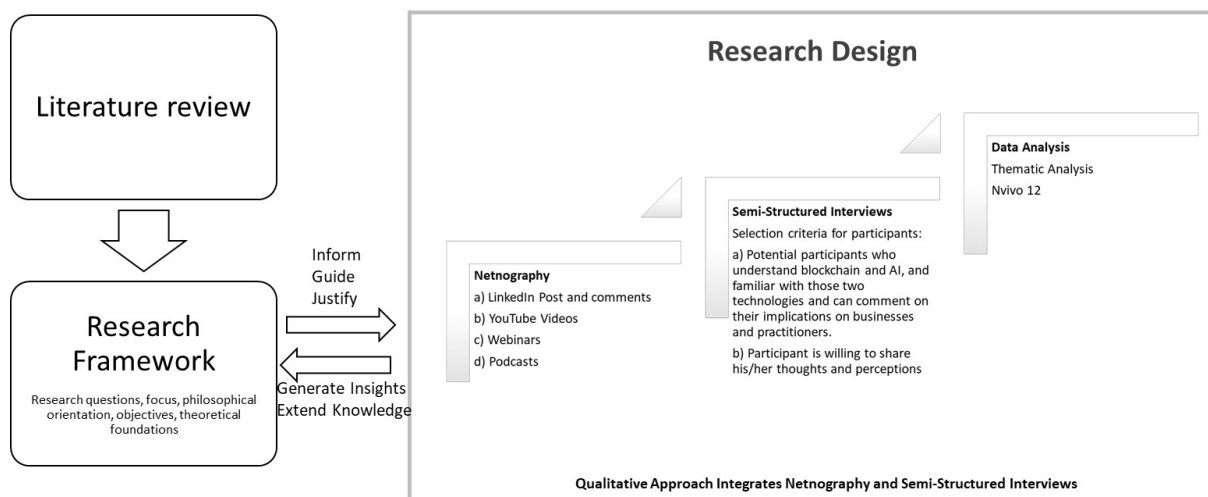 Literature review
Research
Framework
Research questions, focus, philosophical
orientation, objectives, theoretical
foundations
Inform
Guide
Justify
Generate Insights
Extend Knowledge
Research Design
Netnography
a) LinkedIn Post and comments
b) YouTube Videos
c) Webinars
d) Podcasts
Semi-Structured Interviews
Selection criteria for participants:
a) Potential participants who
understand blockchain and AI, and
familiar with those two
technologies and can comment on
their implications on businesses
and practitioners.
b) Participant is willing to share
his/her thoughts and perceptions
Data Analysis
Thematic Analysis
Nvivo 12
Qualitative Approach Integrates Netnography and Semi-Structured Interviews